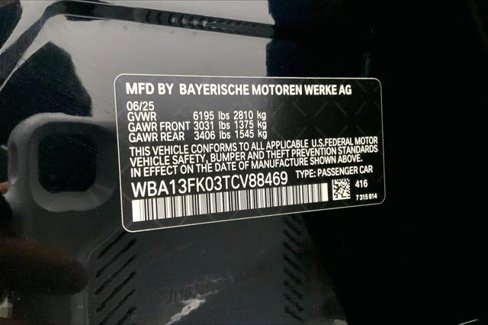 MFD BY BAYERISCHE MOTOREN WERKE AG
06/25
GVWR 6195 lbs 2810 kg
GAWR FRONT 3031 lbs 1375 kg
GAWR REAR 3406 lbs 1545 kg
THIS VEHICLE CONFORMS TO ALL APPLICABLE U.S.FEDERAL MOTOR
VEHICLE SAFETY, BUMPER, AND THEFT PREVENTION STANDARDS
IN EFFECT ON THE DATE OF MANUFACTURE SHOWN ABOVE.
WBA13FK03TCV88469 TYPE: PASSENGER CAR
416
7 315 814